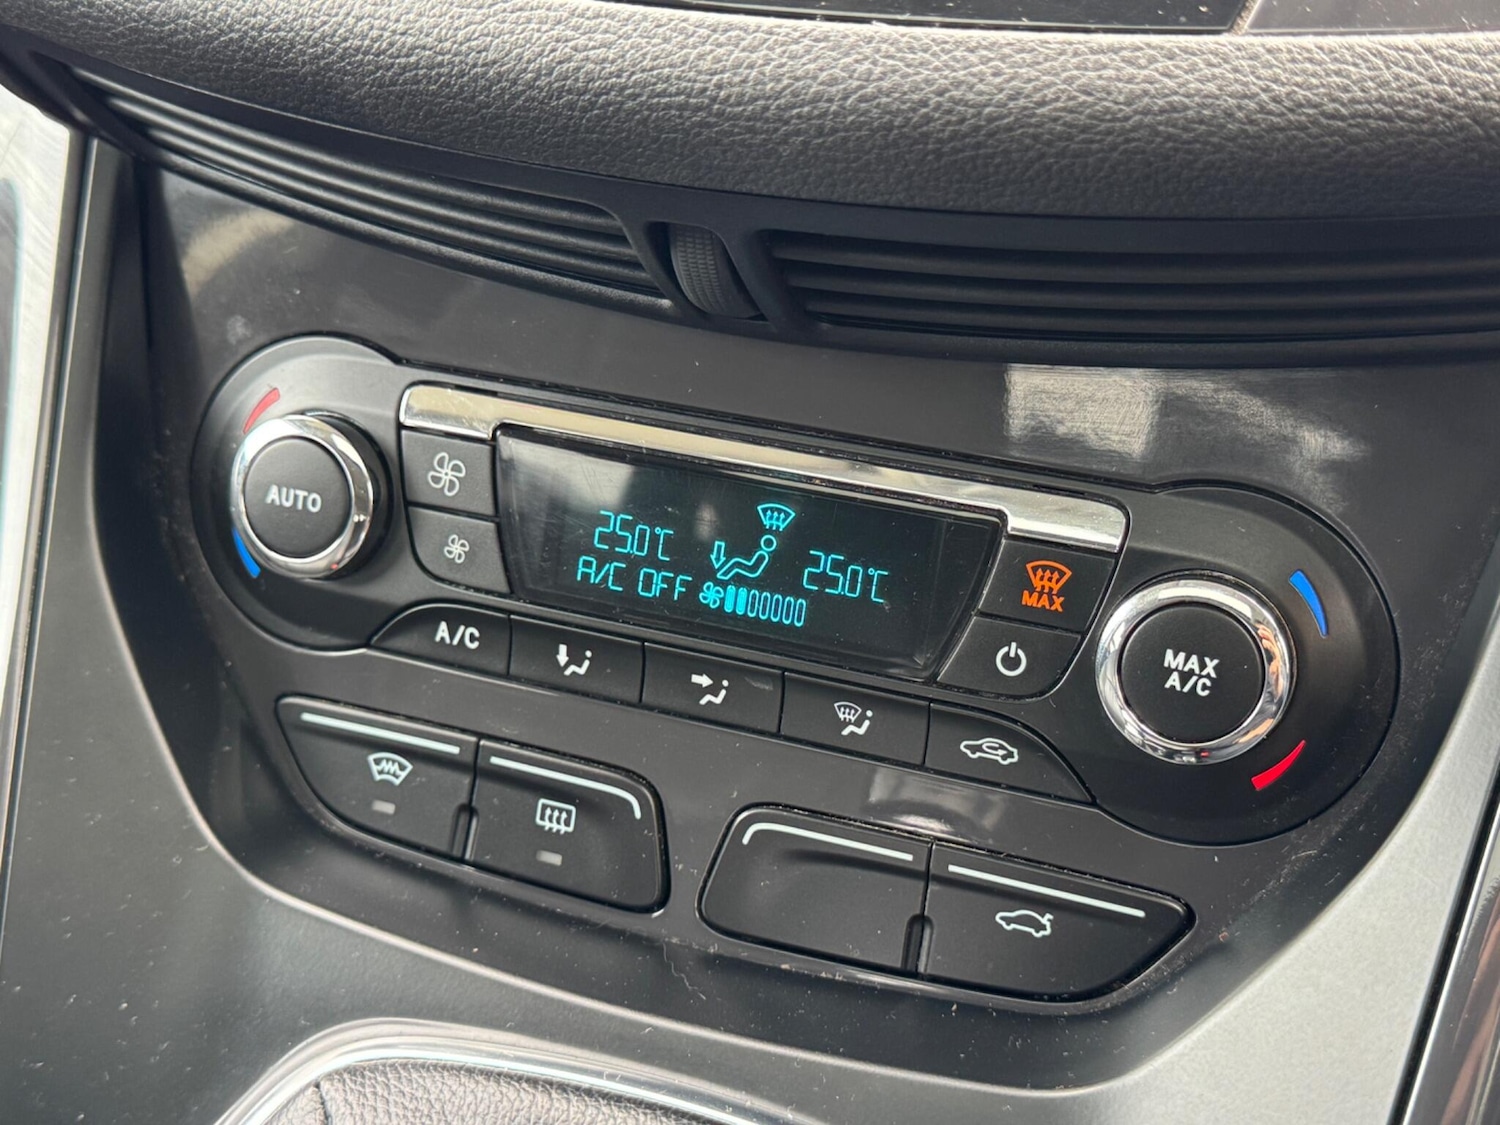 AUTO
25.0°C
25.0°C
A/C OFF
MAX
A/C
MAX
A/C